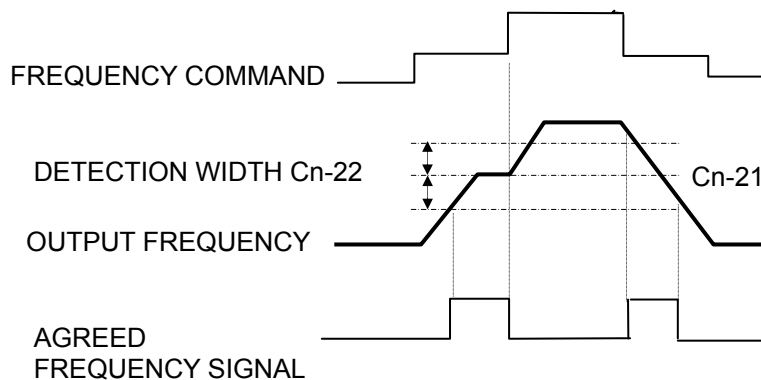 FREQUENCY COMMAND
DETECTION WIDTH Cn-22
Cn-21
OUTPUT FREQUENCY
AGREED
FREQUENCY SIGNAL